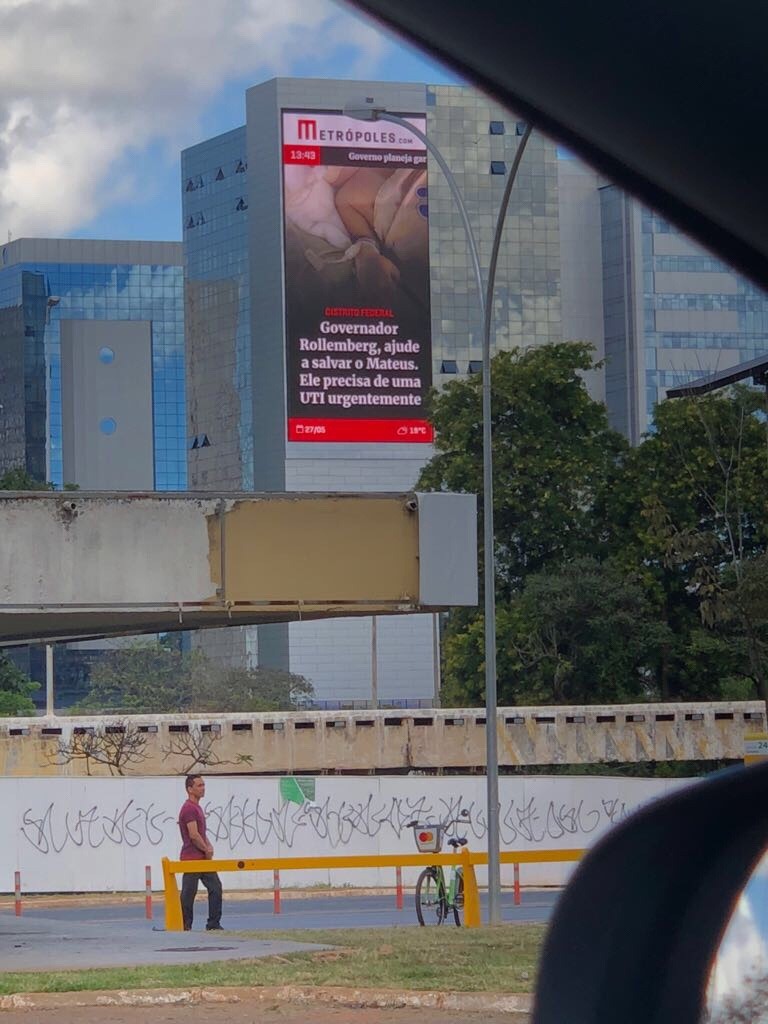 METRÓPOLES.COM
13:43 Governo planeja gar
DISTRITO FEDERAL
Governador
Rollemberg, ajude
a salvar o Mateus.
Ele precisa de uma
UTI urgentemente
27/05 19°C
24